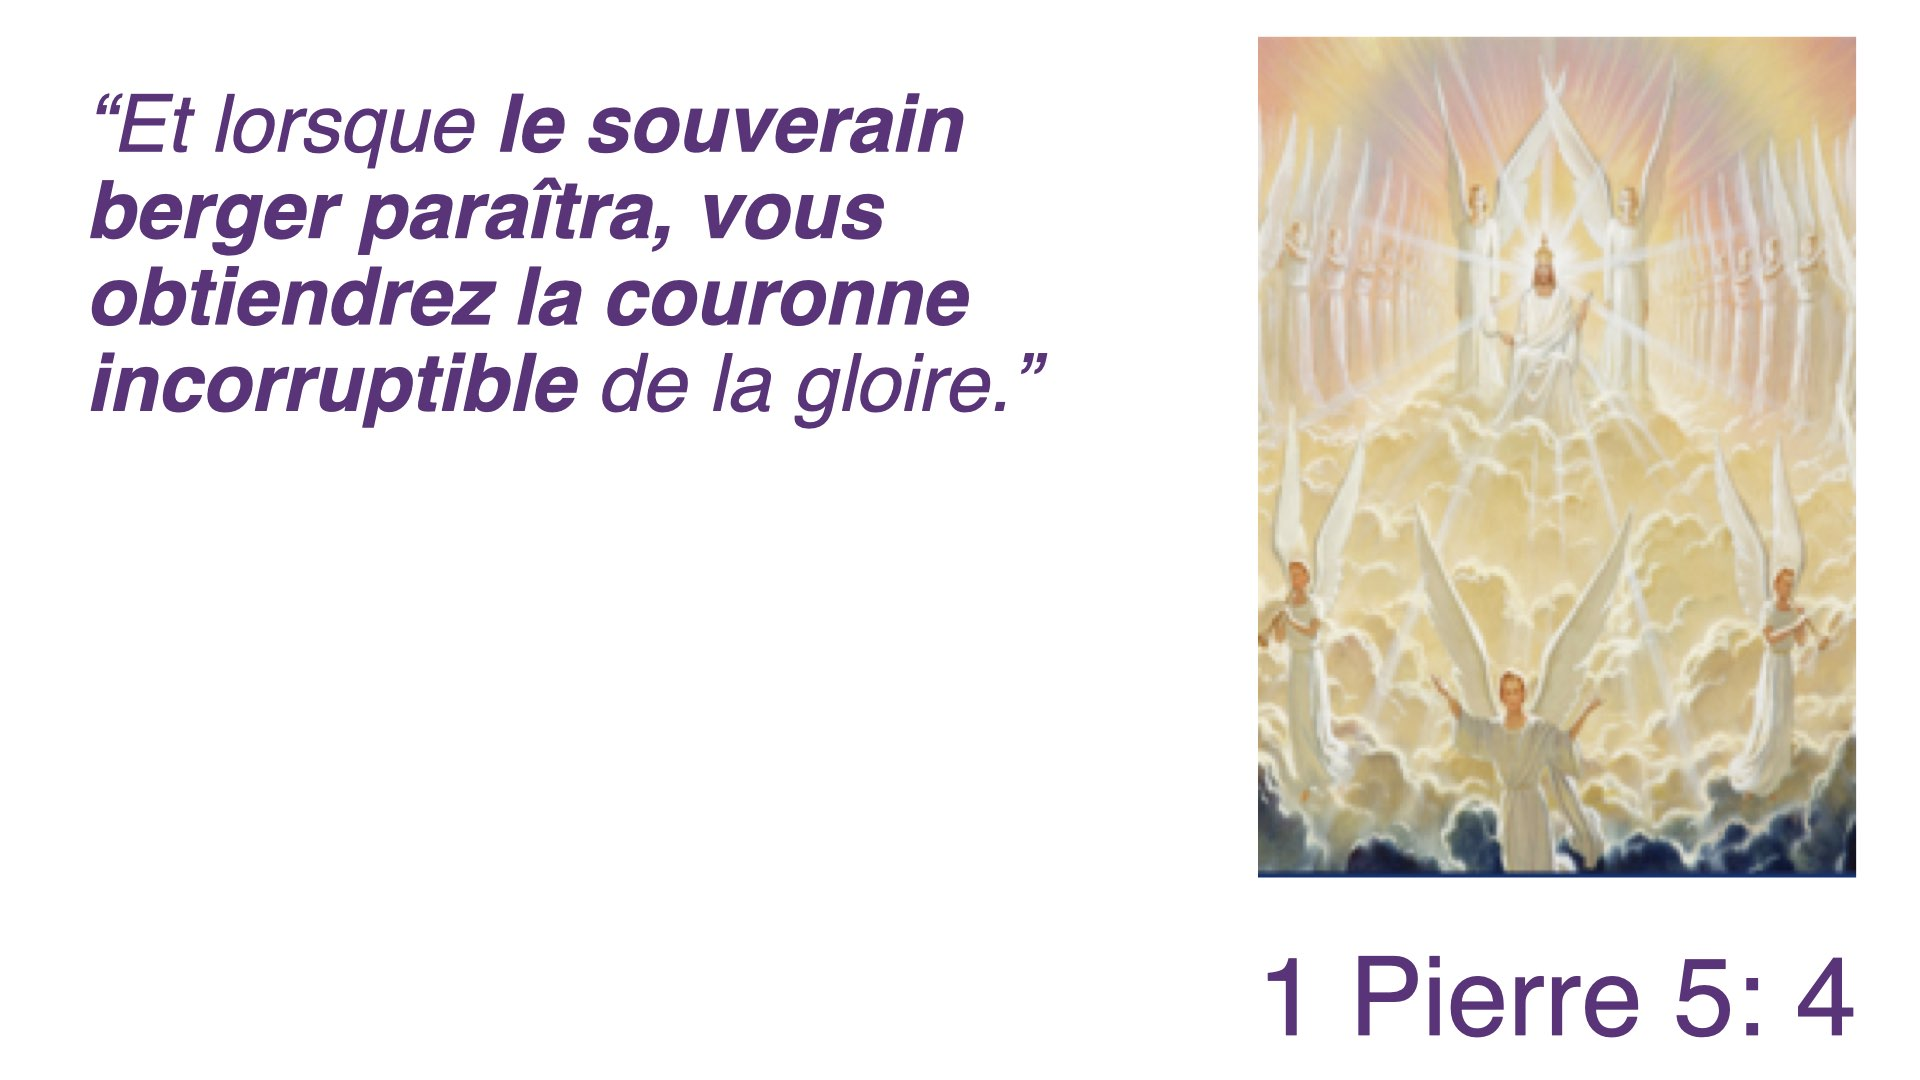 “Et lorsque le souverain
berger paraîtra, vous
obtiendrez la couronne
incorruptible de la gloire.”
1 Pierre 5: 4